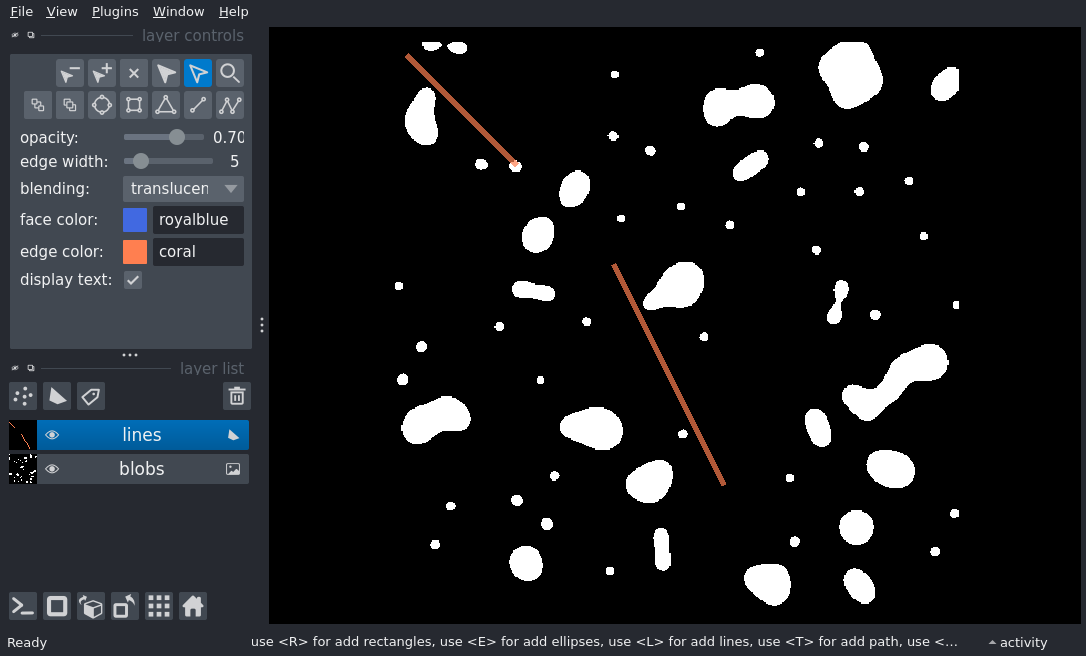 File View Plugins Window Help
layer controls
opacity: 0.70
edge width: 5
blending: translucen
face color: royalblue
edge color: coral
display text:
layer list
lines
blobs
Ready use <R> for add rectangles, use <E> for add ellipses, use <L> for add lines, use <T> for add path, use <... activity